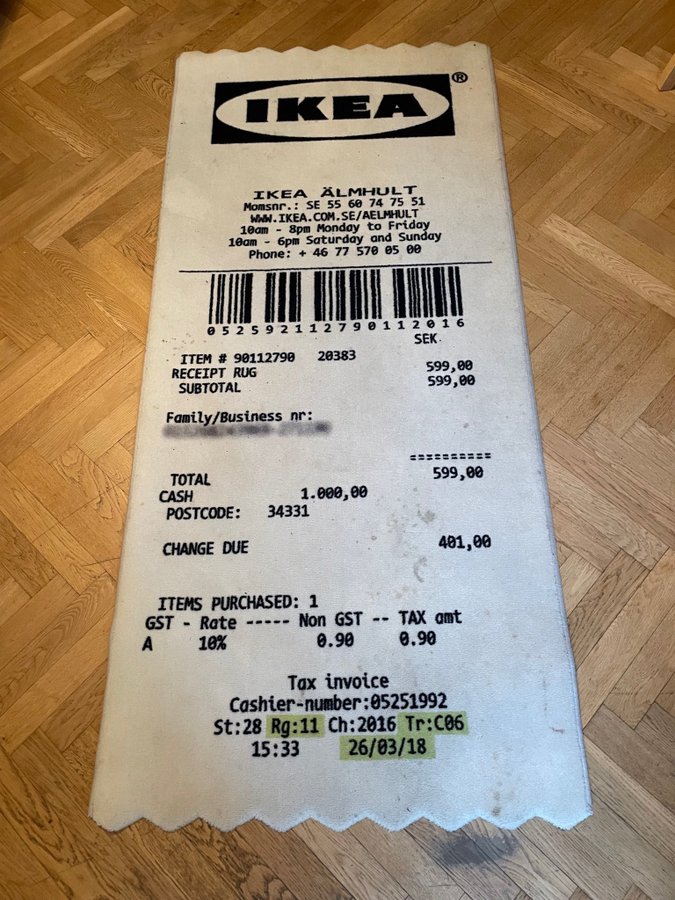 IKEA®
IKEA ÄLMHULT
Momsnr.: SE 55 60 74 75 51
WWW.IKEA.COM.SE/AELMHULT
10am - 8pm Monday to Friday
10am - 6pm Saturday and Sunday
Phone: + 46 77 570 05 00
0525921127901122016
SEK
ITEM # 90112790 20383
RECEIPT RUG 599,00
SUBTOTAL 599,00
Family/Business nr:
==========
TOTAL 599,00
CASH 1.000,00
POSTCODE: 34331
CHANGE DUE 401,00
ITEMS PURCHASED: 1
GST - Rate ----- Non GST -- TAX amt
A 10% 0.90 0.90
Tax invoice
Cashier-number:05251992
St:28 Rg:11 Ch:2016 Tr:C06
15:33 26/03/18